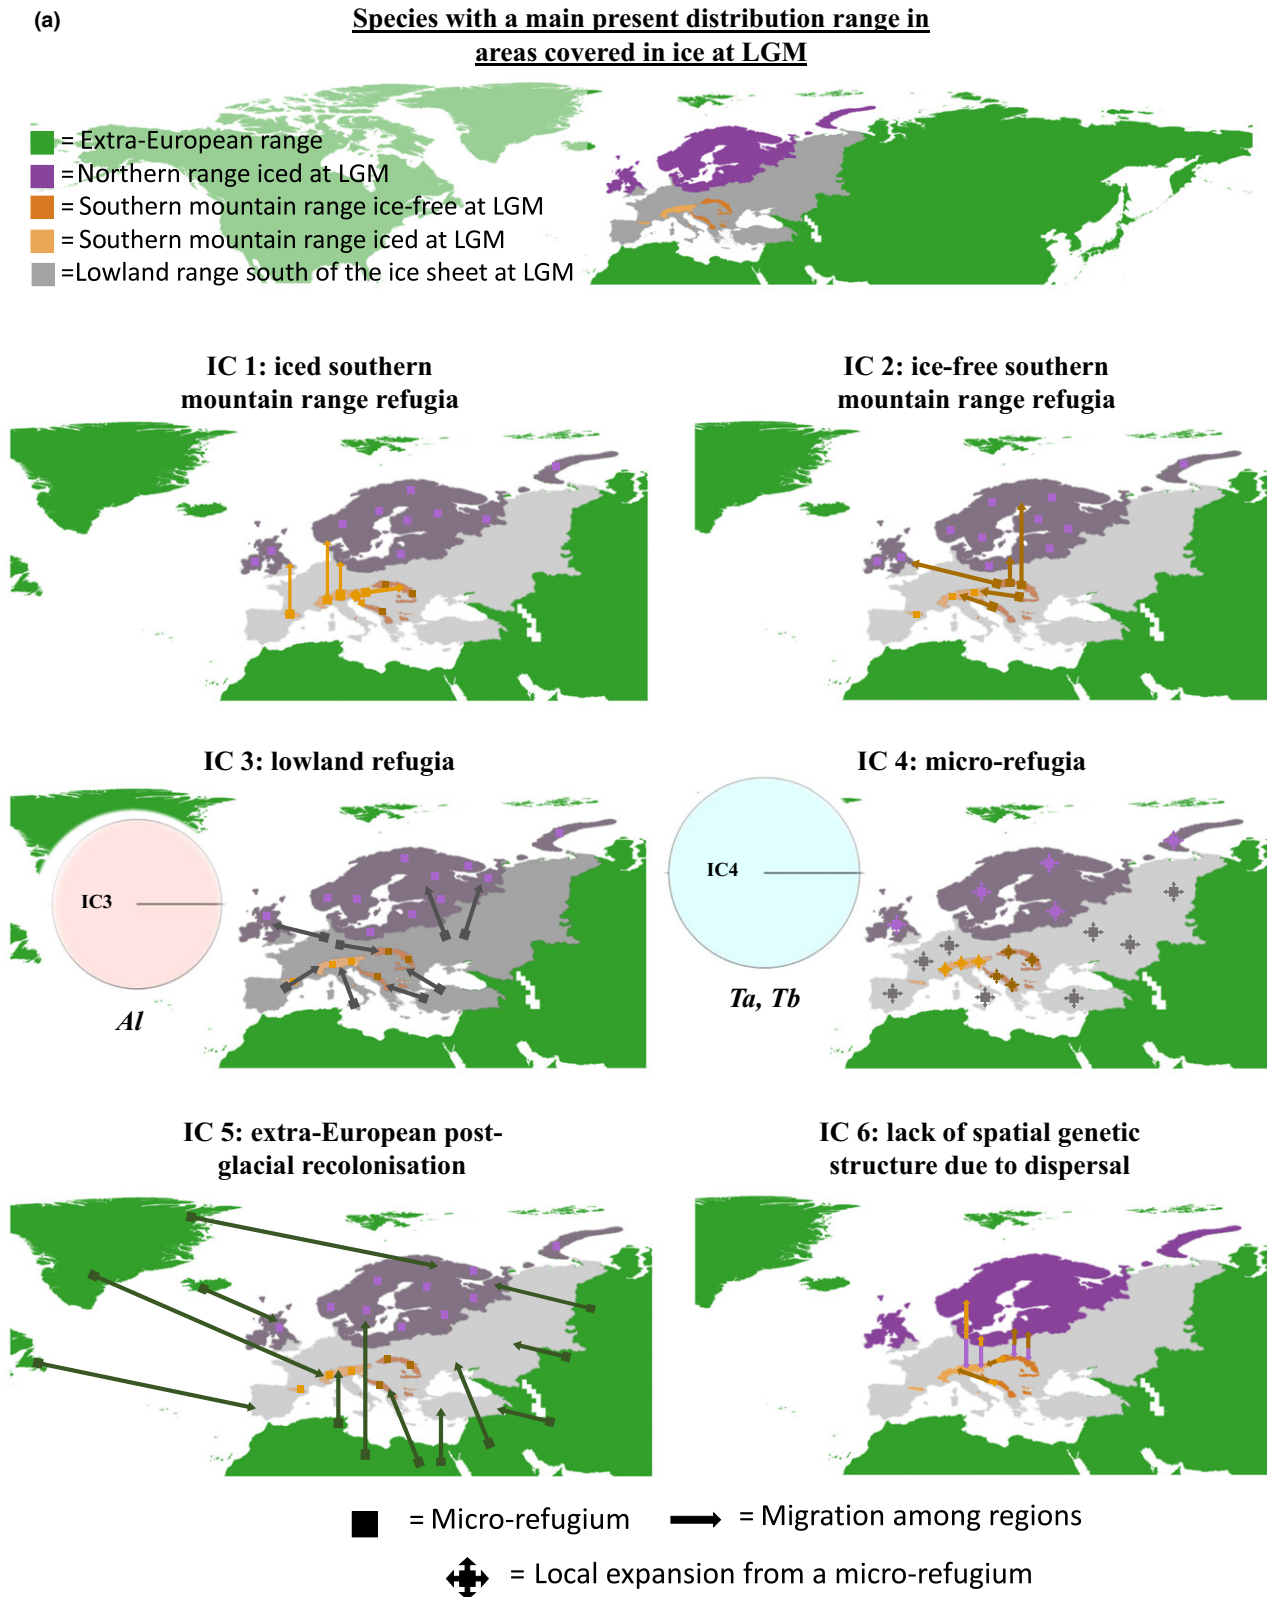 (a)
Species with a main present distribution range in
areas covered in ice at LGM
= Extra-European range
=Northern range iced at LGM
= Southern mountain range ice-free at LGM
= Southern mountain range iced at LGM
=Lowland range south of the ice sheet at LGM
IC 1: iced southern
mountain range refugia
IC 2: ice-free southern
mountain range refugia
IC 3: lowland refugia
IC 4: micro-refugia
IC3
Al
IC4
Ta, Tb
IC 5: extra-European post-
glacial recolonisation
IC 6: lack of spatial genetic
structure due to dispersal
= Micro-refugium
= Migration among regions
= Local expansion from a micro-refugium